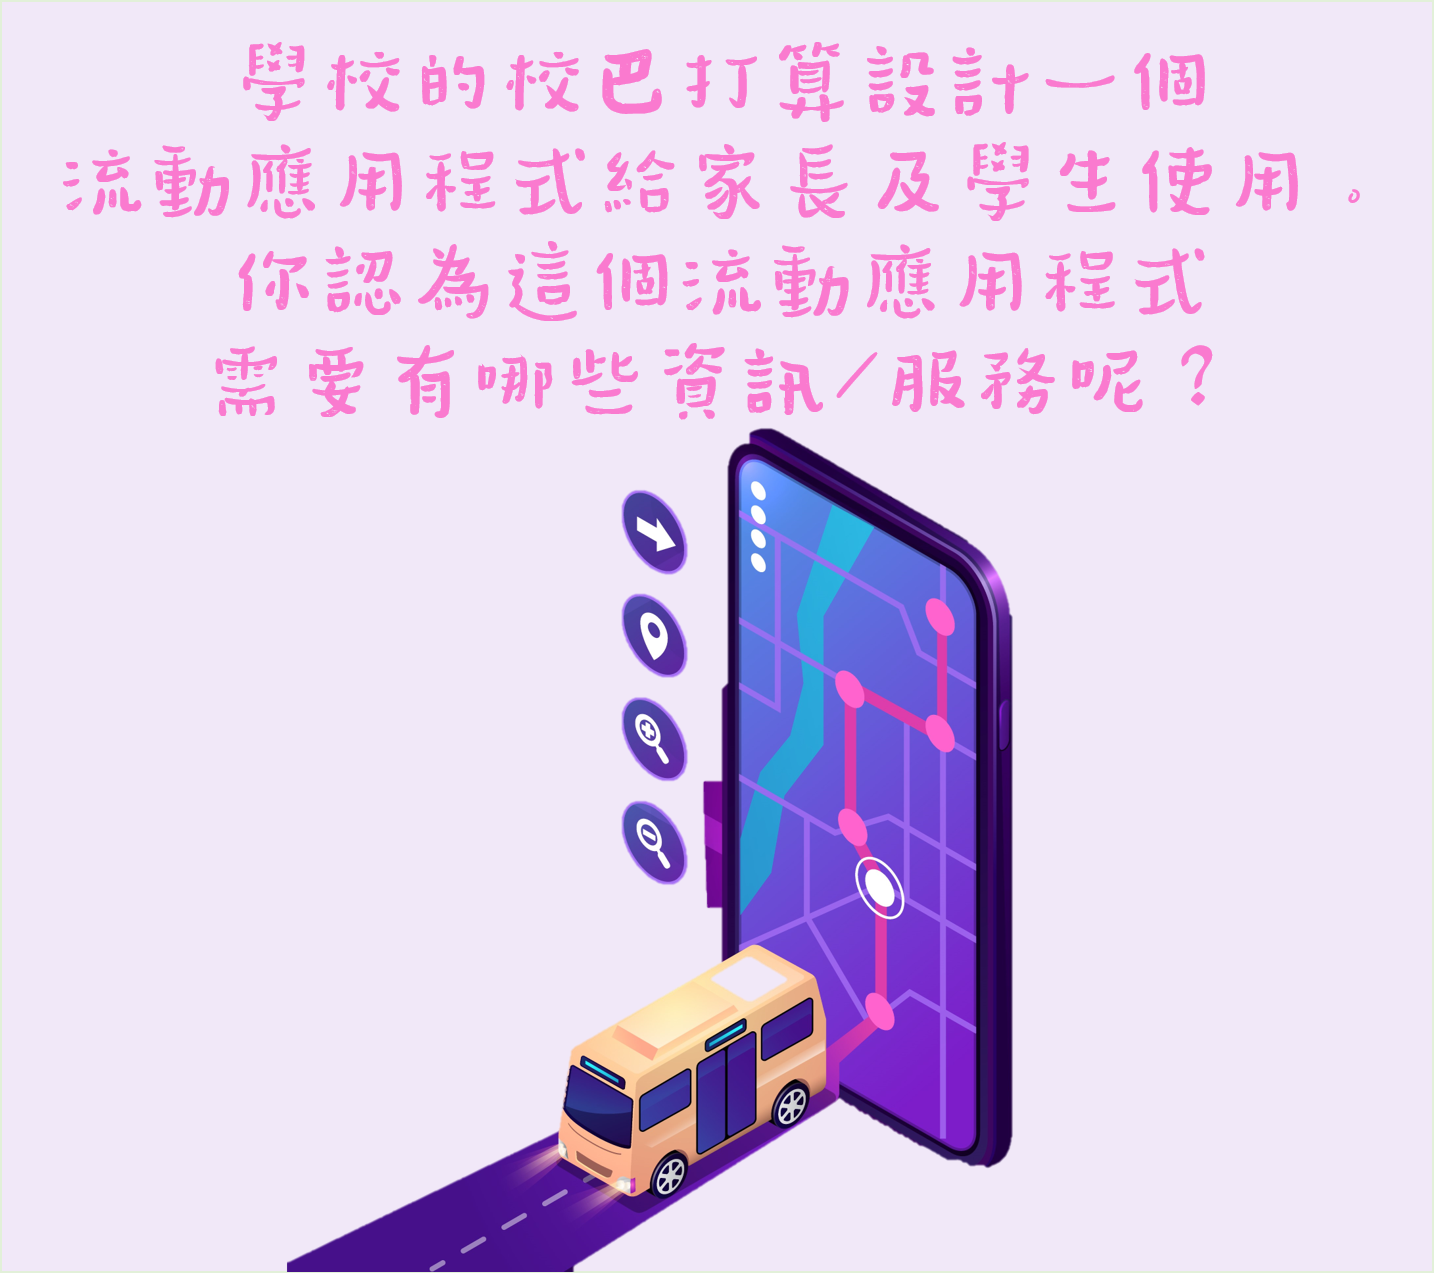 學校的校巴打算設計一個
流動應用程式給家長及學生使用。
你認為這個流動應用程式
需要有哪些資訊/服務呢？